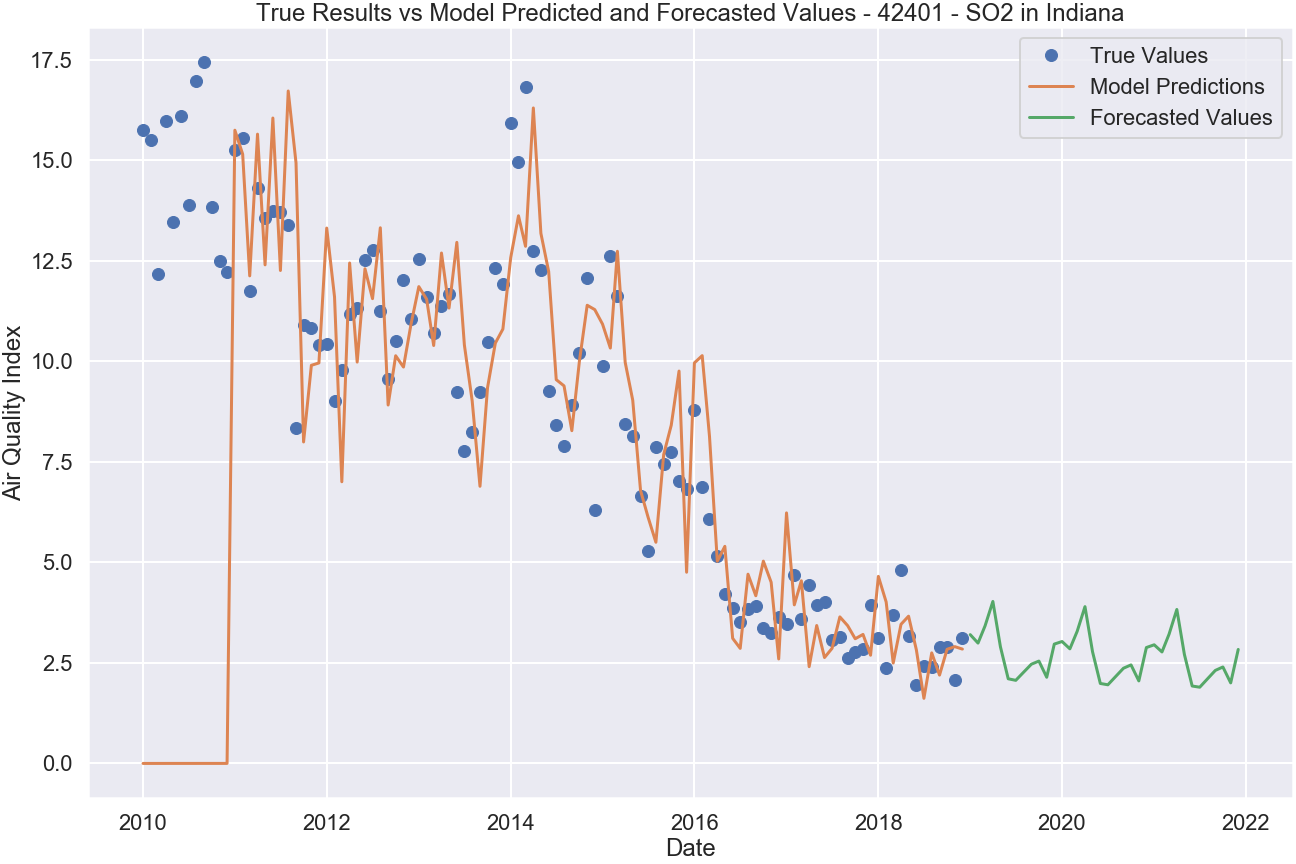 True Results vs Model Predicted and Forecasted Values - 42401 - SO2 in Indiana
True Values
Model Predictions
Forecasted Values
Air Quality Index
17.5
15.0
12.5
10.0
7.5
5.0
2.5
0.0
2010
2012
2014
2016
2018
2020
2022
Date